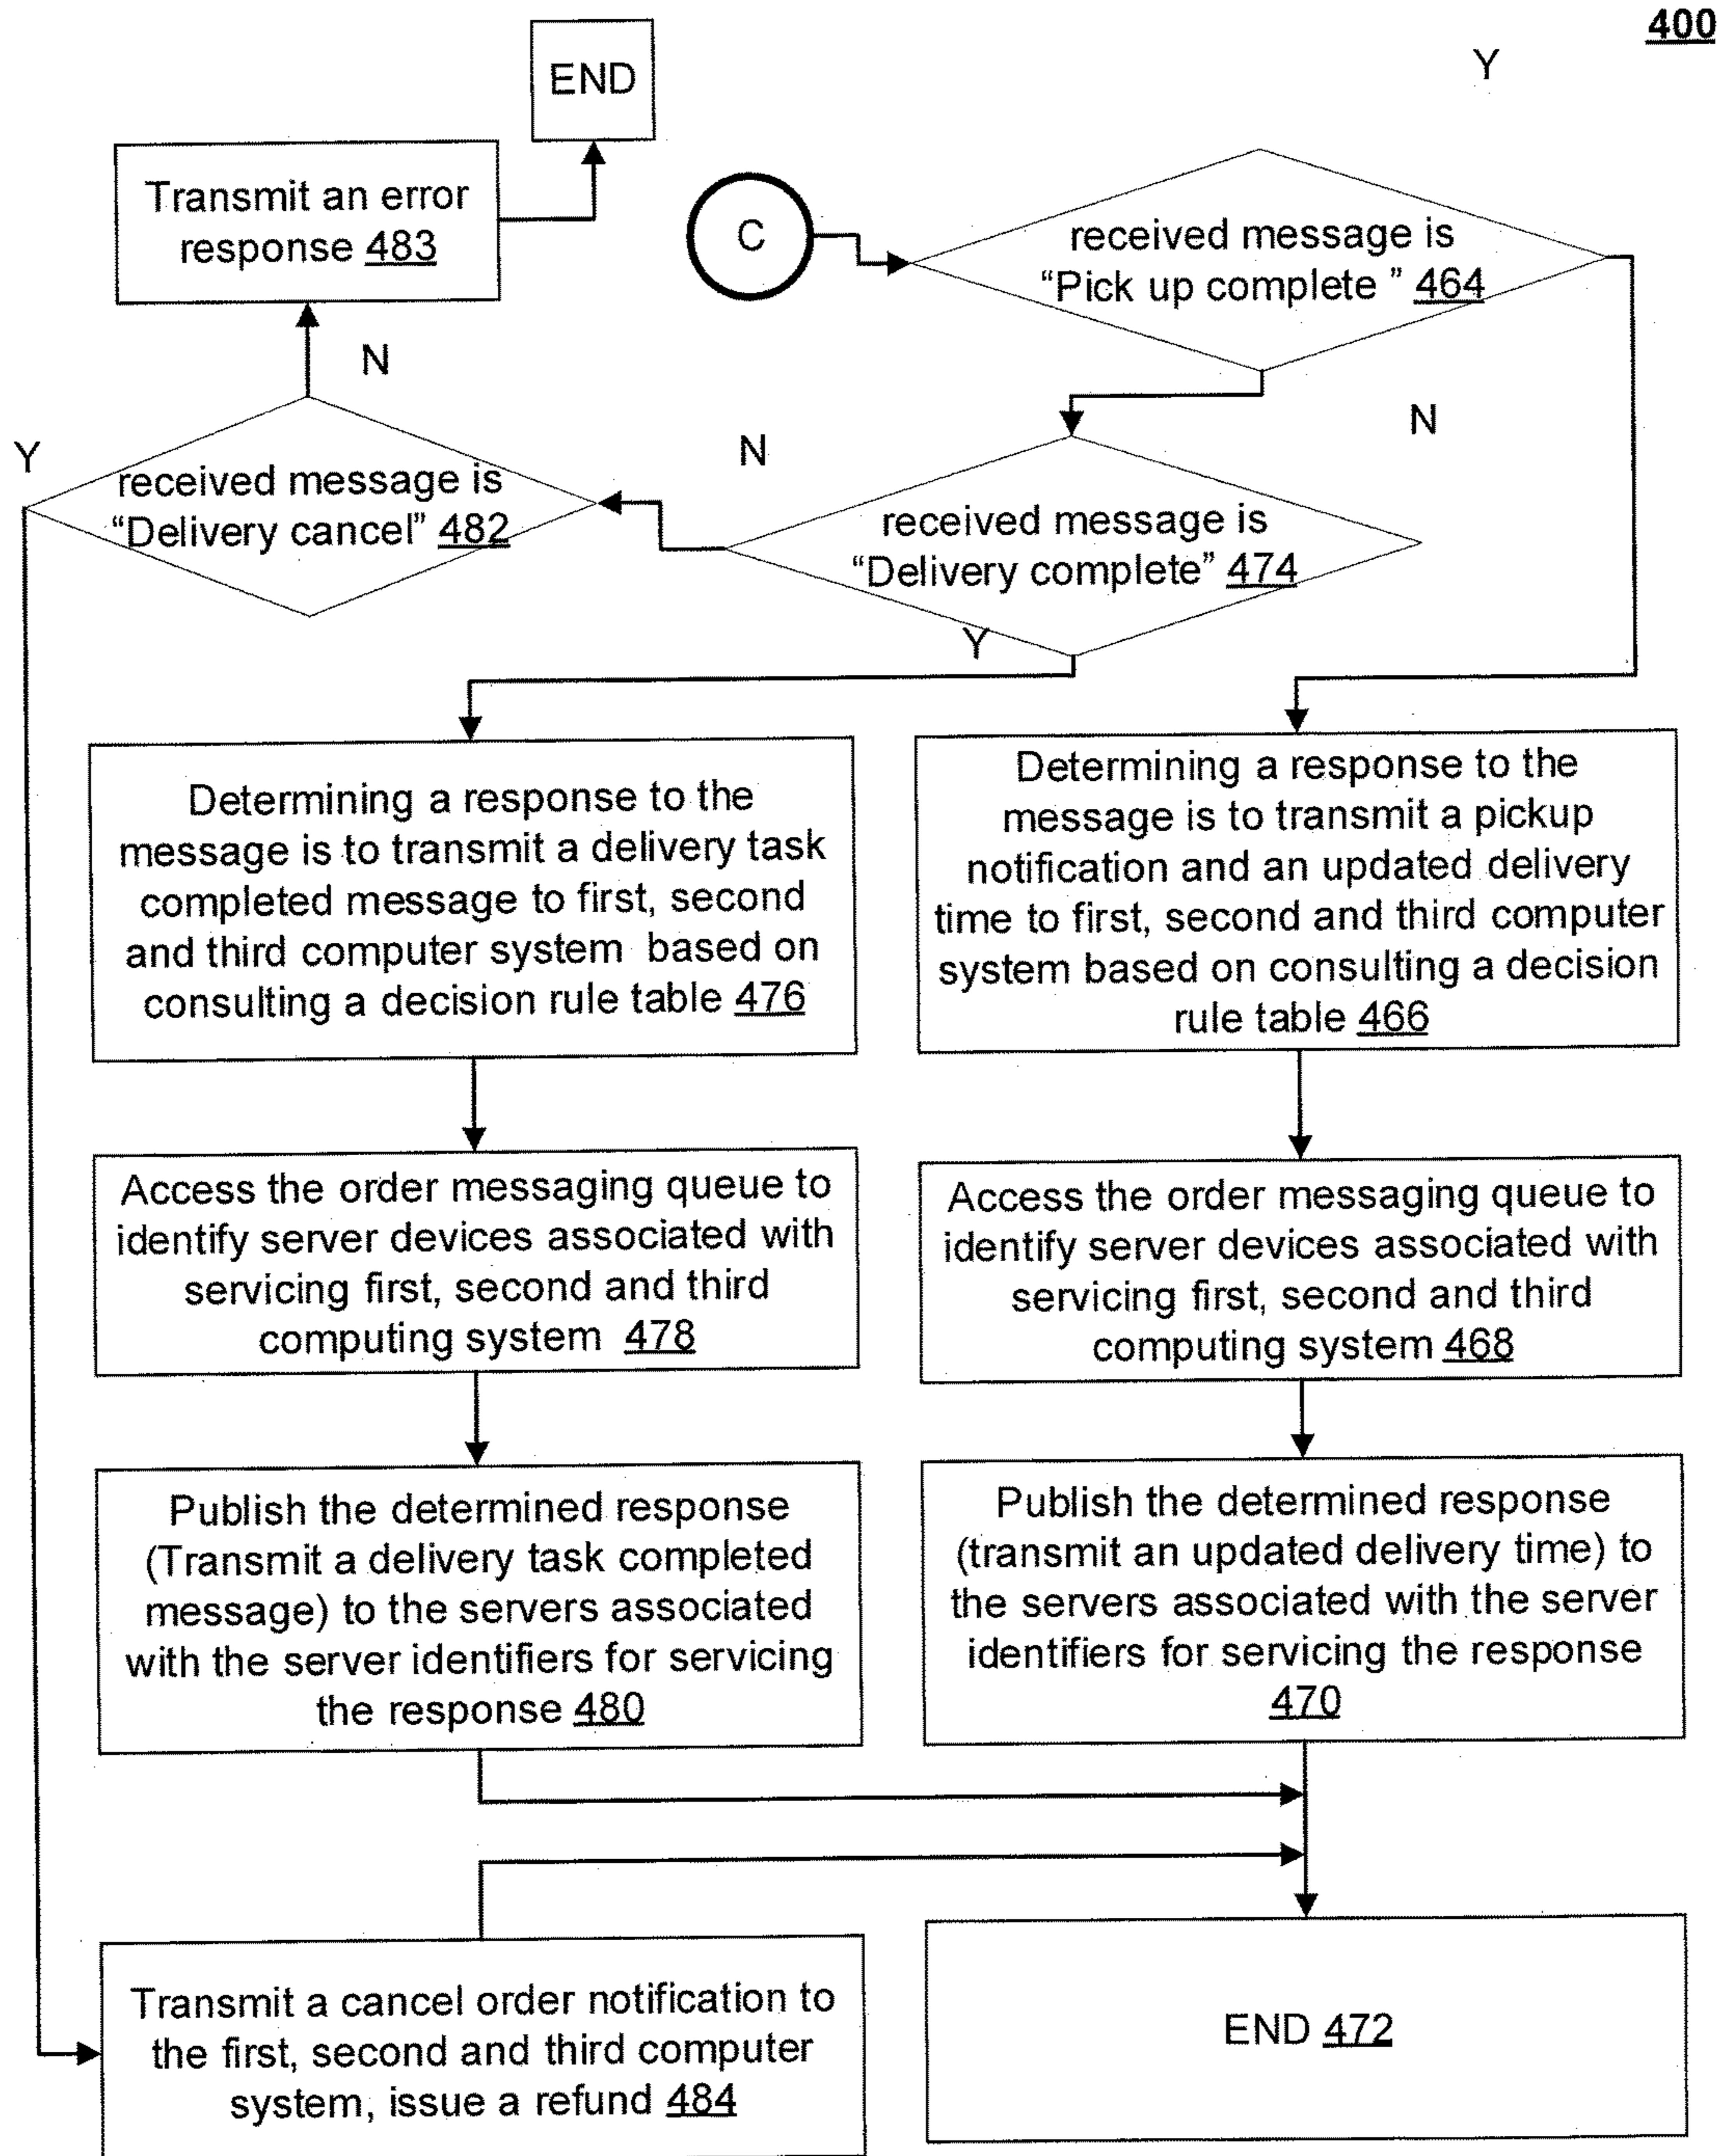 400
Y
END
Transmit an error
response 483
C
received message is
“Pick up complete ” 464
N
N
N
Y
received message is
“Delivery cancel” 482
received message is
“Delivery complete” 474
Y
Determining a response to the
message is to transmit a delivery task
completed message to first, second
and third computer system based on
consulting a decision rule table 476
Determining a response to the
message is to transmit a pickup
notification and an updated delivery
time to first, second and third computer
system based on consulting a decision
rule table 466
Access the order messaging queue to
identify server devices associated with
servicing first, second and third
computing system 478
Access the order messaging queue to
identify server devices associated with
servicing first, second and third
computing system 468
Publish the determined response
(Transmit a delivery task completed
message) to the servers associated
with the server identifiers for servicing
the response 480
Publish the determined response
(transmit an updated delivery time) to
the servers associated with the server
identifiers for servicing the response
470
Transmit a cancel order notification to
the first, second and third computer
system, issue a refund 484
END 472